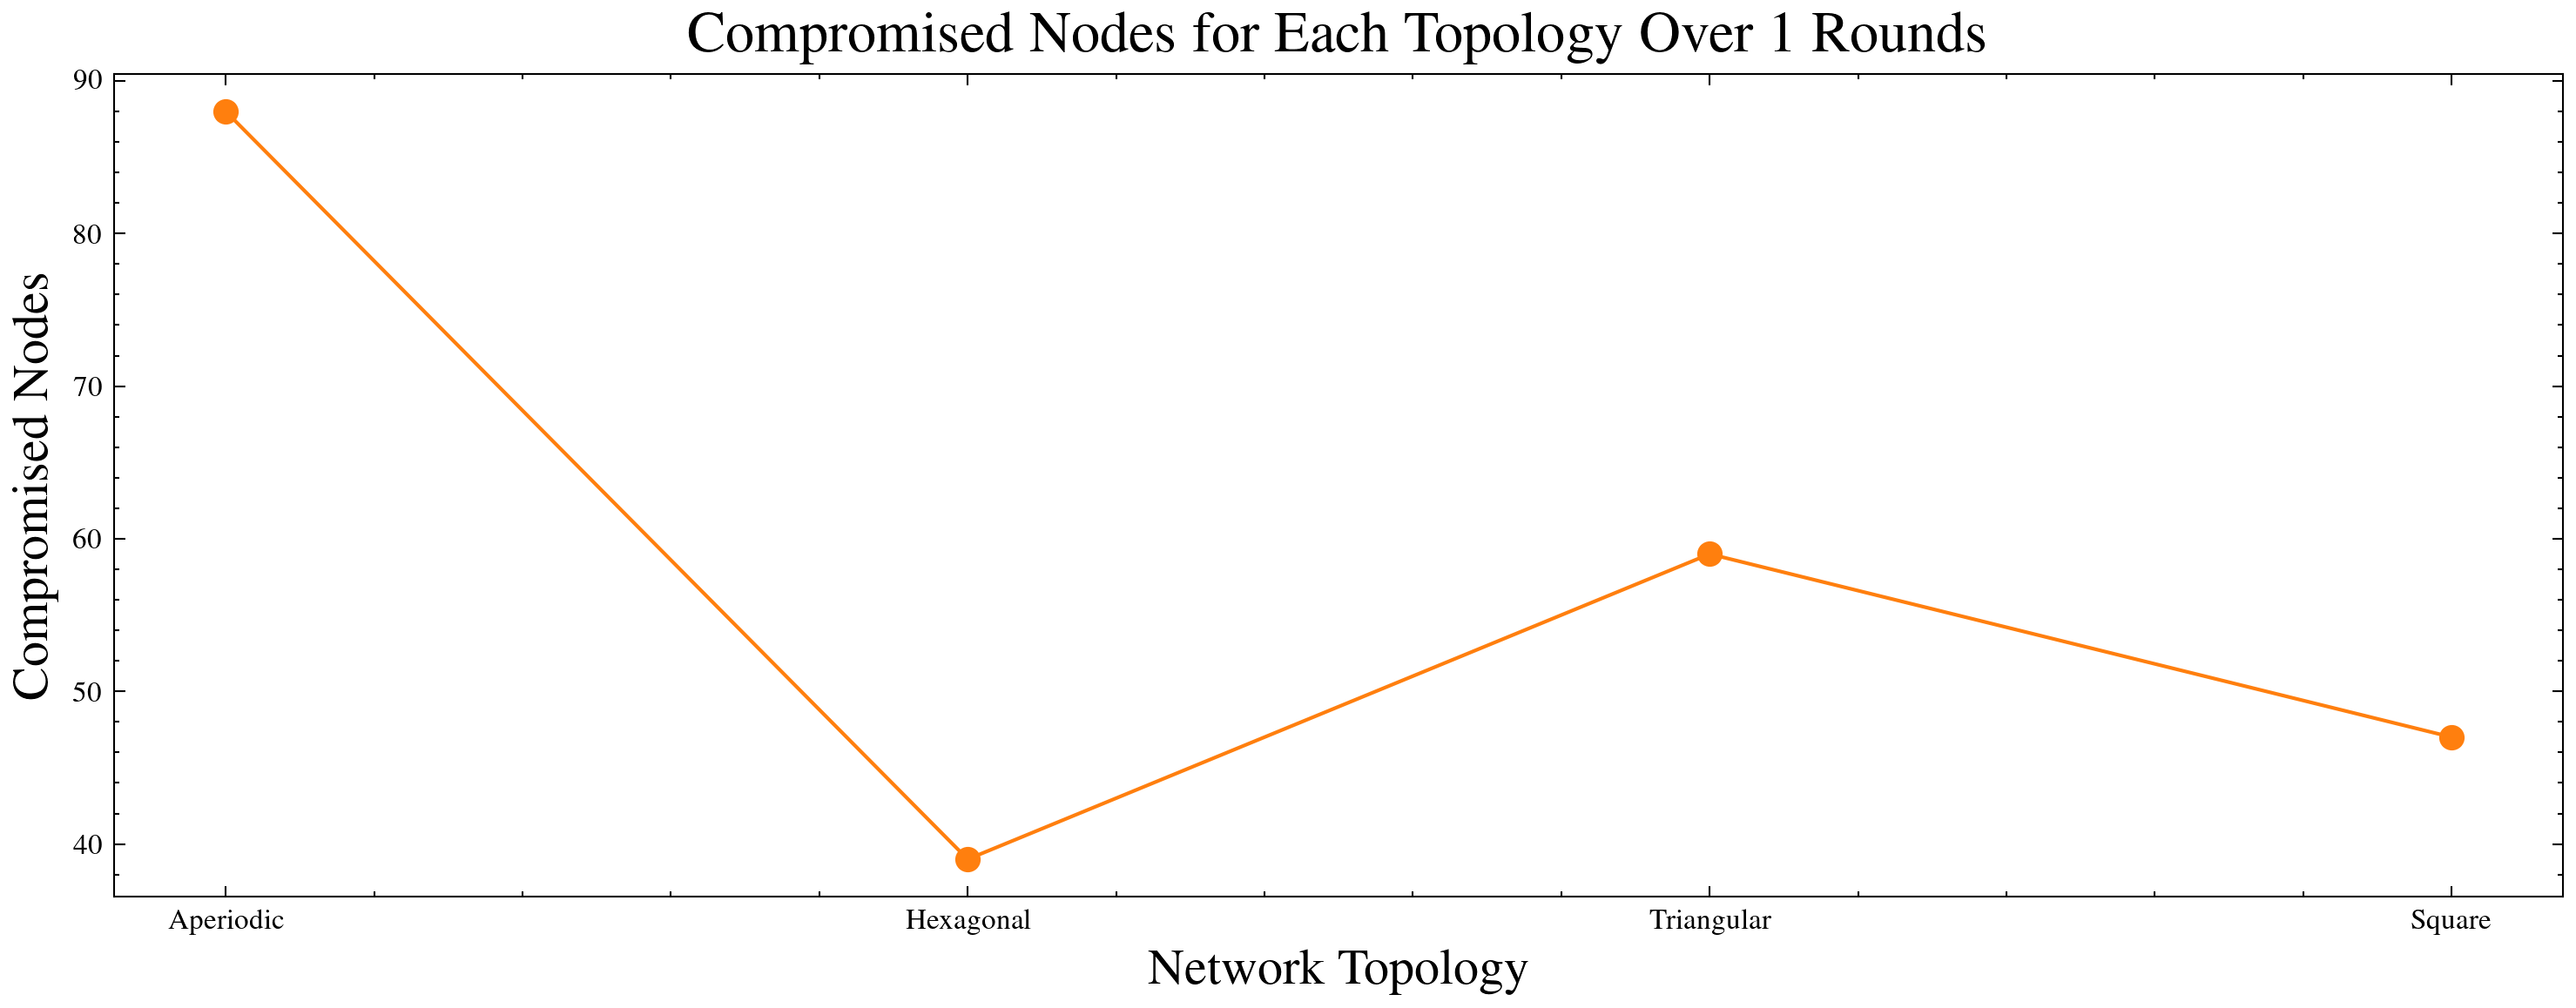 Compromised Nodes for Each Topology Over 1 Rounds
Compromised Nodes
90
80
70
60
50
40
Aperiodic Hexagonal Triangular Square
Network Topology